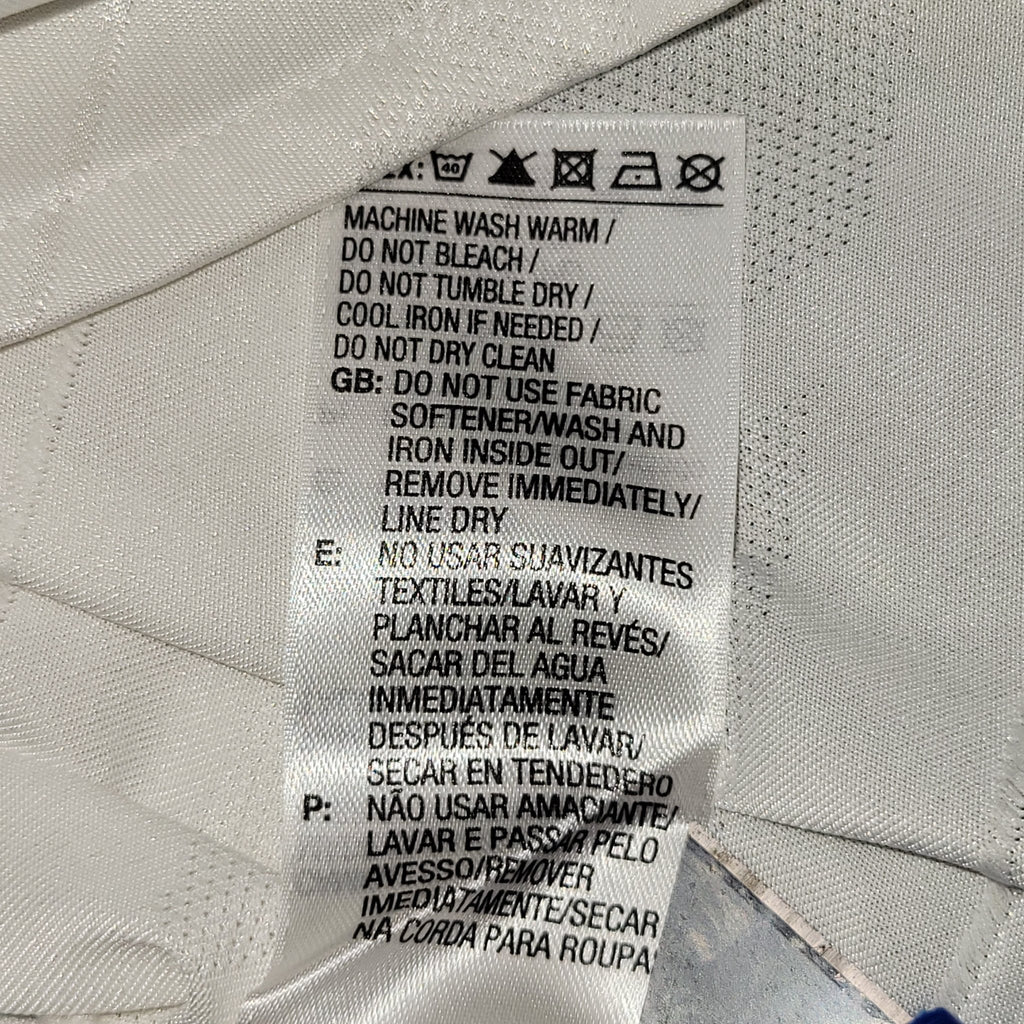 40
MACHINE WASH WARM /
DO NOT BLEACH /
DO NOT TUMBLE DRY /
COOL IRON IF NEEDED /
DO NOT DRY CLEAN
GB: DO NOT USE FABRIC
SOFTENER/WASH AND
IRON INSIDE OUT/
REMOVE IMMEDIATELY/
LINE DRY
E: NO USAR SUAVIZANTES
TEXTILES/LAVAR Y
PLANCHAR AL REVÉS/
SACAR DEL AGUA
INMEDIATAMENTE
DESPUÉS DE LAVAR/
SECAR EN TENDEDERO
P: NÃO USAR AMACIANTE/
LAVAR E PASSAR PELO
AVESSO/REMOVER
IMEDIATAMENTE/SECAR
NA CORDA PARA ROUPA